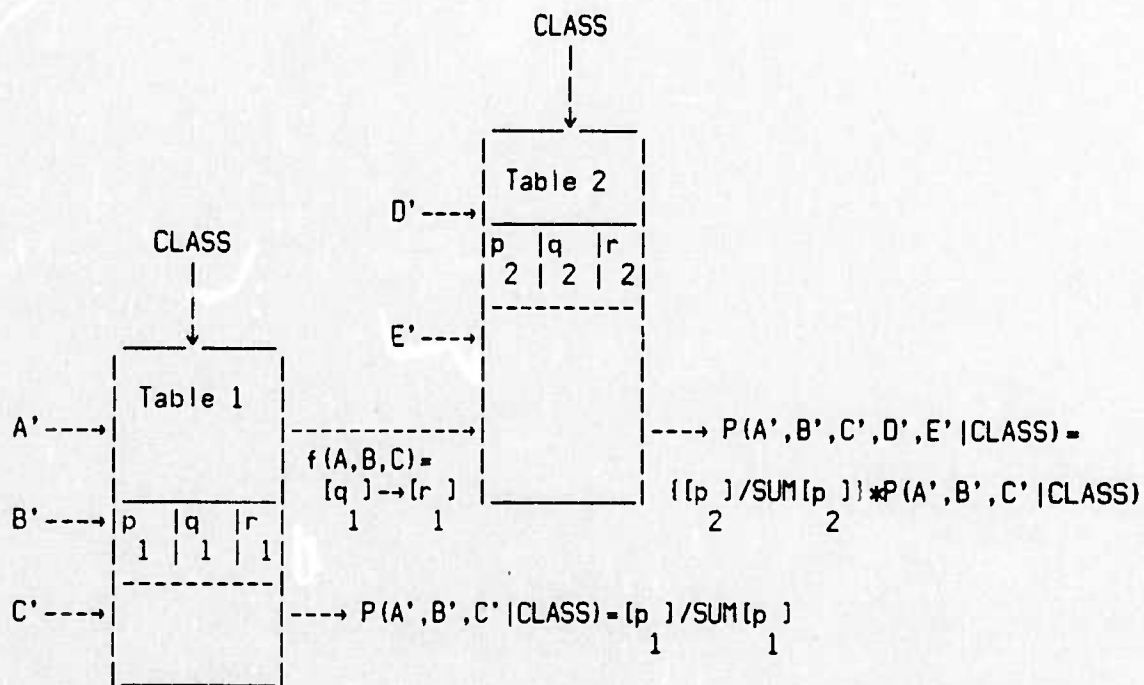 CLASS
Table 2
D'---->
CLASS
p |q |r
2 | 2 | 2
E'---->
Table 1
A'---->
----> P(A',B',C',D',E'|CLASS)=
f(A,B,C)=
[q ]→[r ]
1 1
{[p ]/SUM[p ]}*P(A',B',C'|CLASS)
2 2
B'---->
p |q |r
1 | 1 | 1
C'---->
----> P(A',B',C'|CLASS)=[p ]/SUM[p ]
1 1